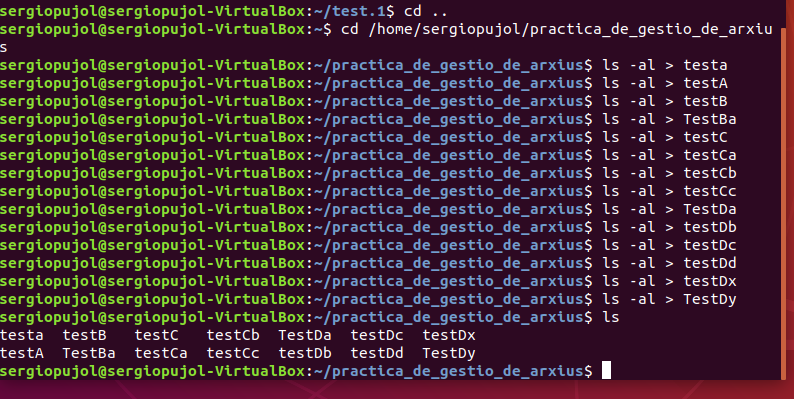 sergiopujol@sergiopujol-VirtualBox:~/test.1$ cd ..
sergiopujol@sergiopujol-VirtualBox:~$ cd /home/sergiopujol/practica_de_gestio_de_arxiu
s
sergiopujol@sergiopujol-VirtualBox:~/practica_de_gestio_de_arxius$ ls -al > testa
sergiopujol@sergiopujol-VirtualBox:~/practica_de_gestio_de_arxius$ ls -al > testA
sergiopujol@sergiopujol-VirtualBox:~/practica_de_gestio_de_arxius$ ls -al > testB
sergiopujol@sergiopujol-VirtualBox:~/practica_de_gestio_de_arxius$ ls -al > TestBa
sergiopujol@sergiopujol-VirtualBox:~/practica_de_gestio_de_arxius$ ls -al > testC
sergiopujol@sergiopujol-VirtualBox:~/practica_de_gestio_de_arxius$ ls -al > testCa
sergiopujol@sergiopujol-VirtualBox:~/practica_de_gestio_de_arxius$ ls -al > testCb
sergiopujol@sergiopujol-VirtualBox:~/practica_de_gestio_de_arxius$ ls -al > testCc
sergiopujol@sergiopujol-VirtualBox:~/practica_de_gestio_de_arxius$ ls -al > TestDa
sergiopujol@sergiopujol-VirtualBox:~/practica_de_gestio_de_arxius$ ls -al > testDb
sergiopujol@sergiopujol-VirtualBox:~/practica_de_gestio_de_arxius$ ls -al > testDc
sergiopujol@sergiopujol-VirtualBox:~/practica_de_gestio_de_arxius$ ls -al > testDd
sergiopujol@sergiopujol-VirtualBox:~/practica_de_gestio_de_arxius$ ls -al > testDx
sergiopujol@sergiopujol-VirtualBox:~/practica_de_gestio_de_arxius$ ls -al > TestDy
sergiopujol@sergiopujol-VirtualBox:~/practica_de_gestio_de_arxius$ ls
testa  testB   testC   testCb  TestDa  testDc  testDx
testA  TestBa  testCa  testCc  testDb  testDd  TestDy
sergiopujol@sergiopujol-VirtualBox:~/practica_de_gestio_de_arxius$